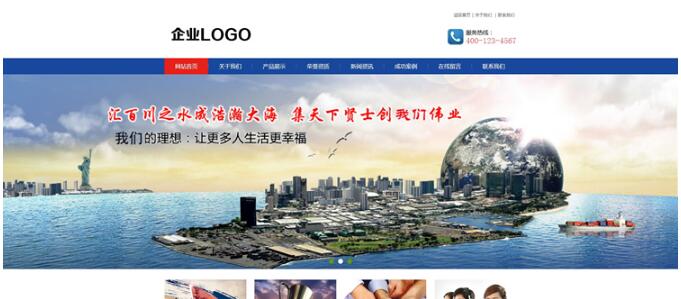 返回首页 | 关于我们 | 联系我们
企业LOGO
服务热线：
400-123-4567
网站首页 关于我们 产品展示 荣誉资质 新闻资讯 成功案例 在线留言 联系我们
汇百川之水成浩瀚大海 集天下贤士创我们伟业
我们的理想：让更多人生活更幸福